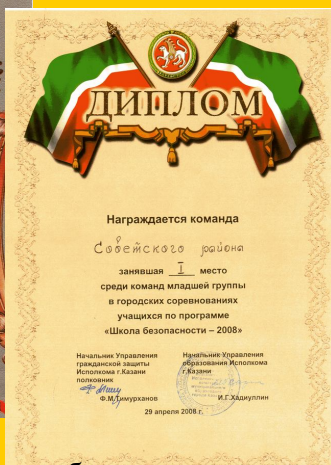 ДИПЛОМ
Награждается команда
Советского района
занявшая I место
среди команд младшей группы
в городских соревнованиях
учащихся по программе
«Школа безопасности – 2008»
Начальник Управления
гражданской защиты
Исполкома г.Казани
полковник
Ф.М.Тимурханов
Начальник Управления
образования Исполкома
г.Казани
И.Г.Хадиуллин
29 апреля 2008 г.